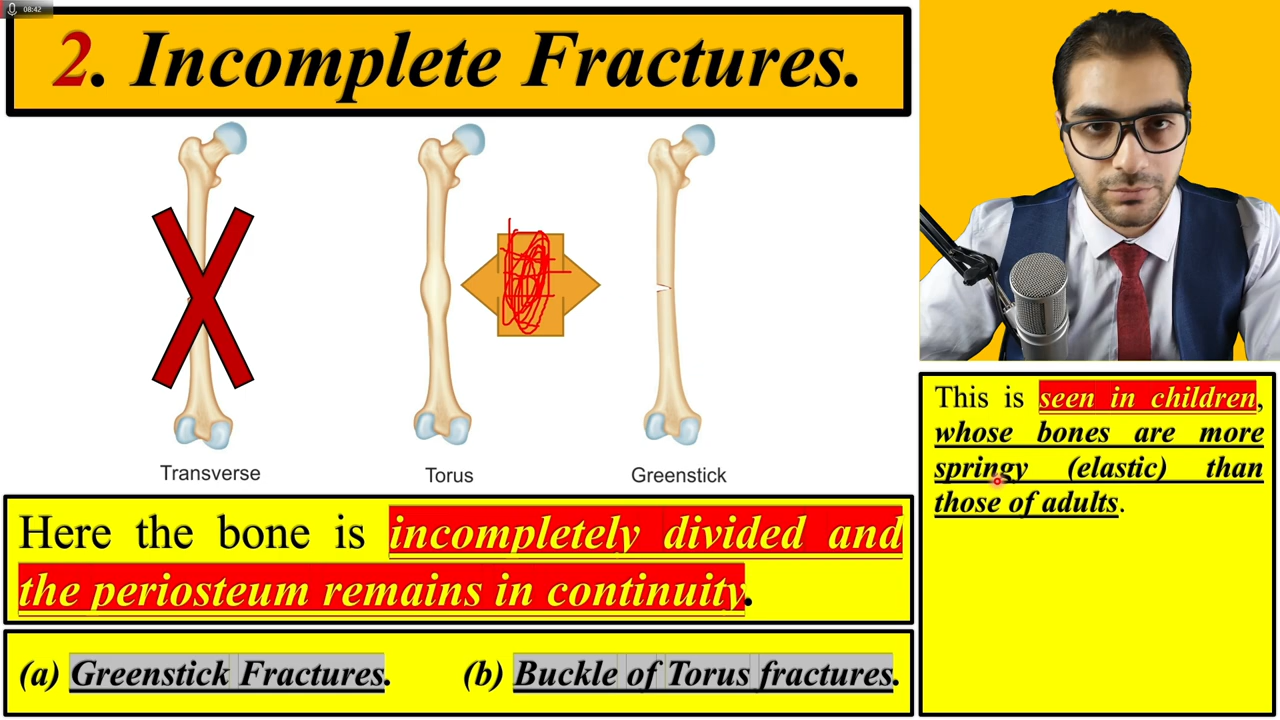 08:42
2. Incomplete Fractures.
Transverse
Torus
Greenstick
Here the bone is incompletely divided and
the periosteum remains in continuity.
(a) Greenstick Fractures.
(b) Buckle of Torus fractures.
This is seen in children,
whose bones are more
springy (elastic) than
those of adults.